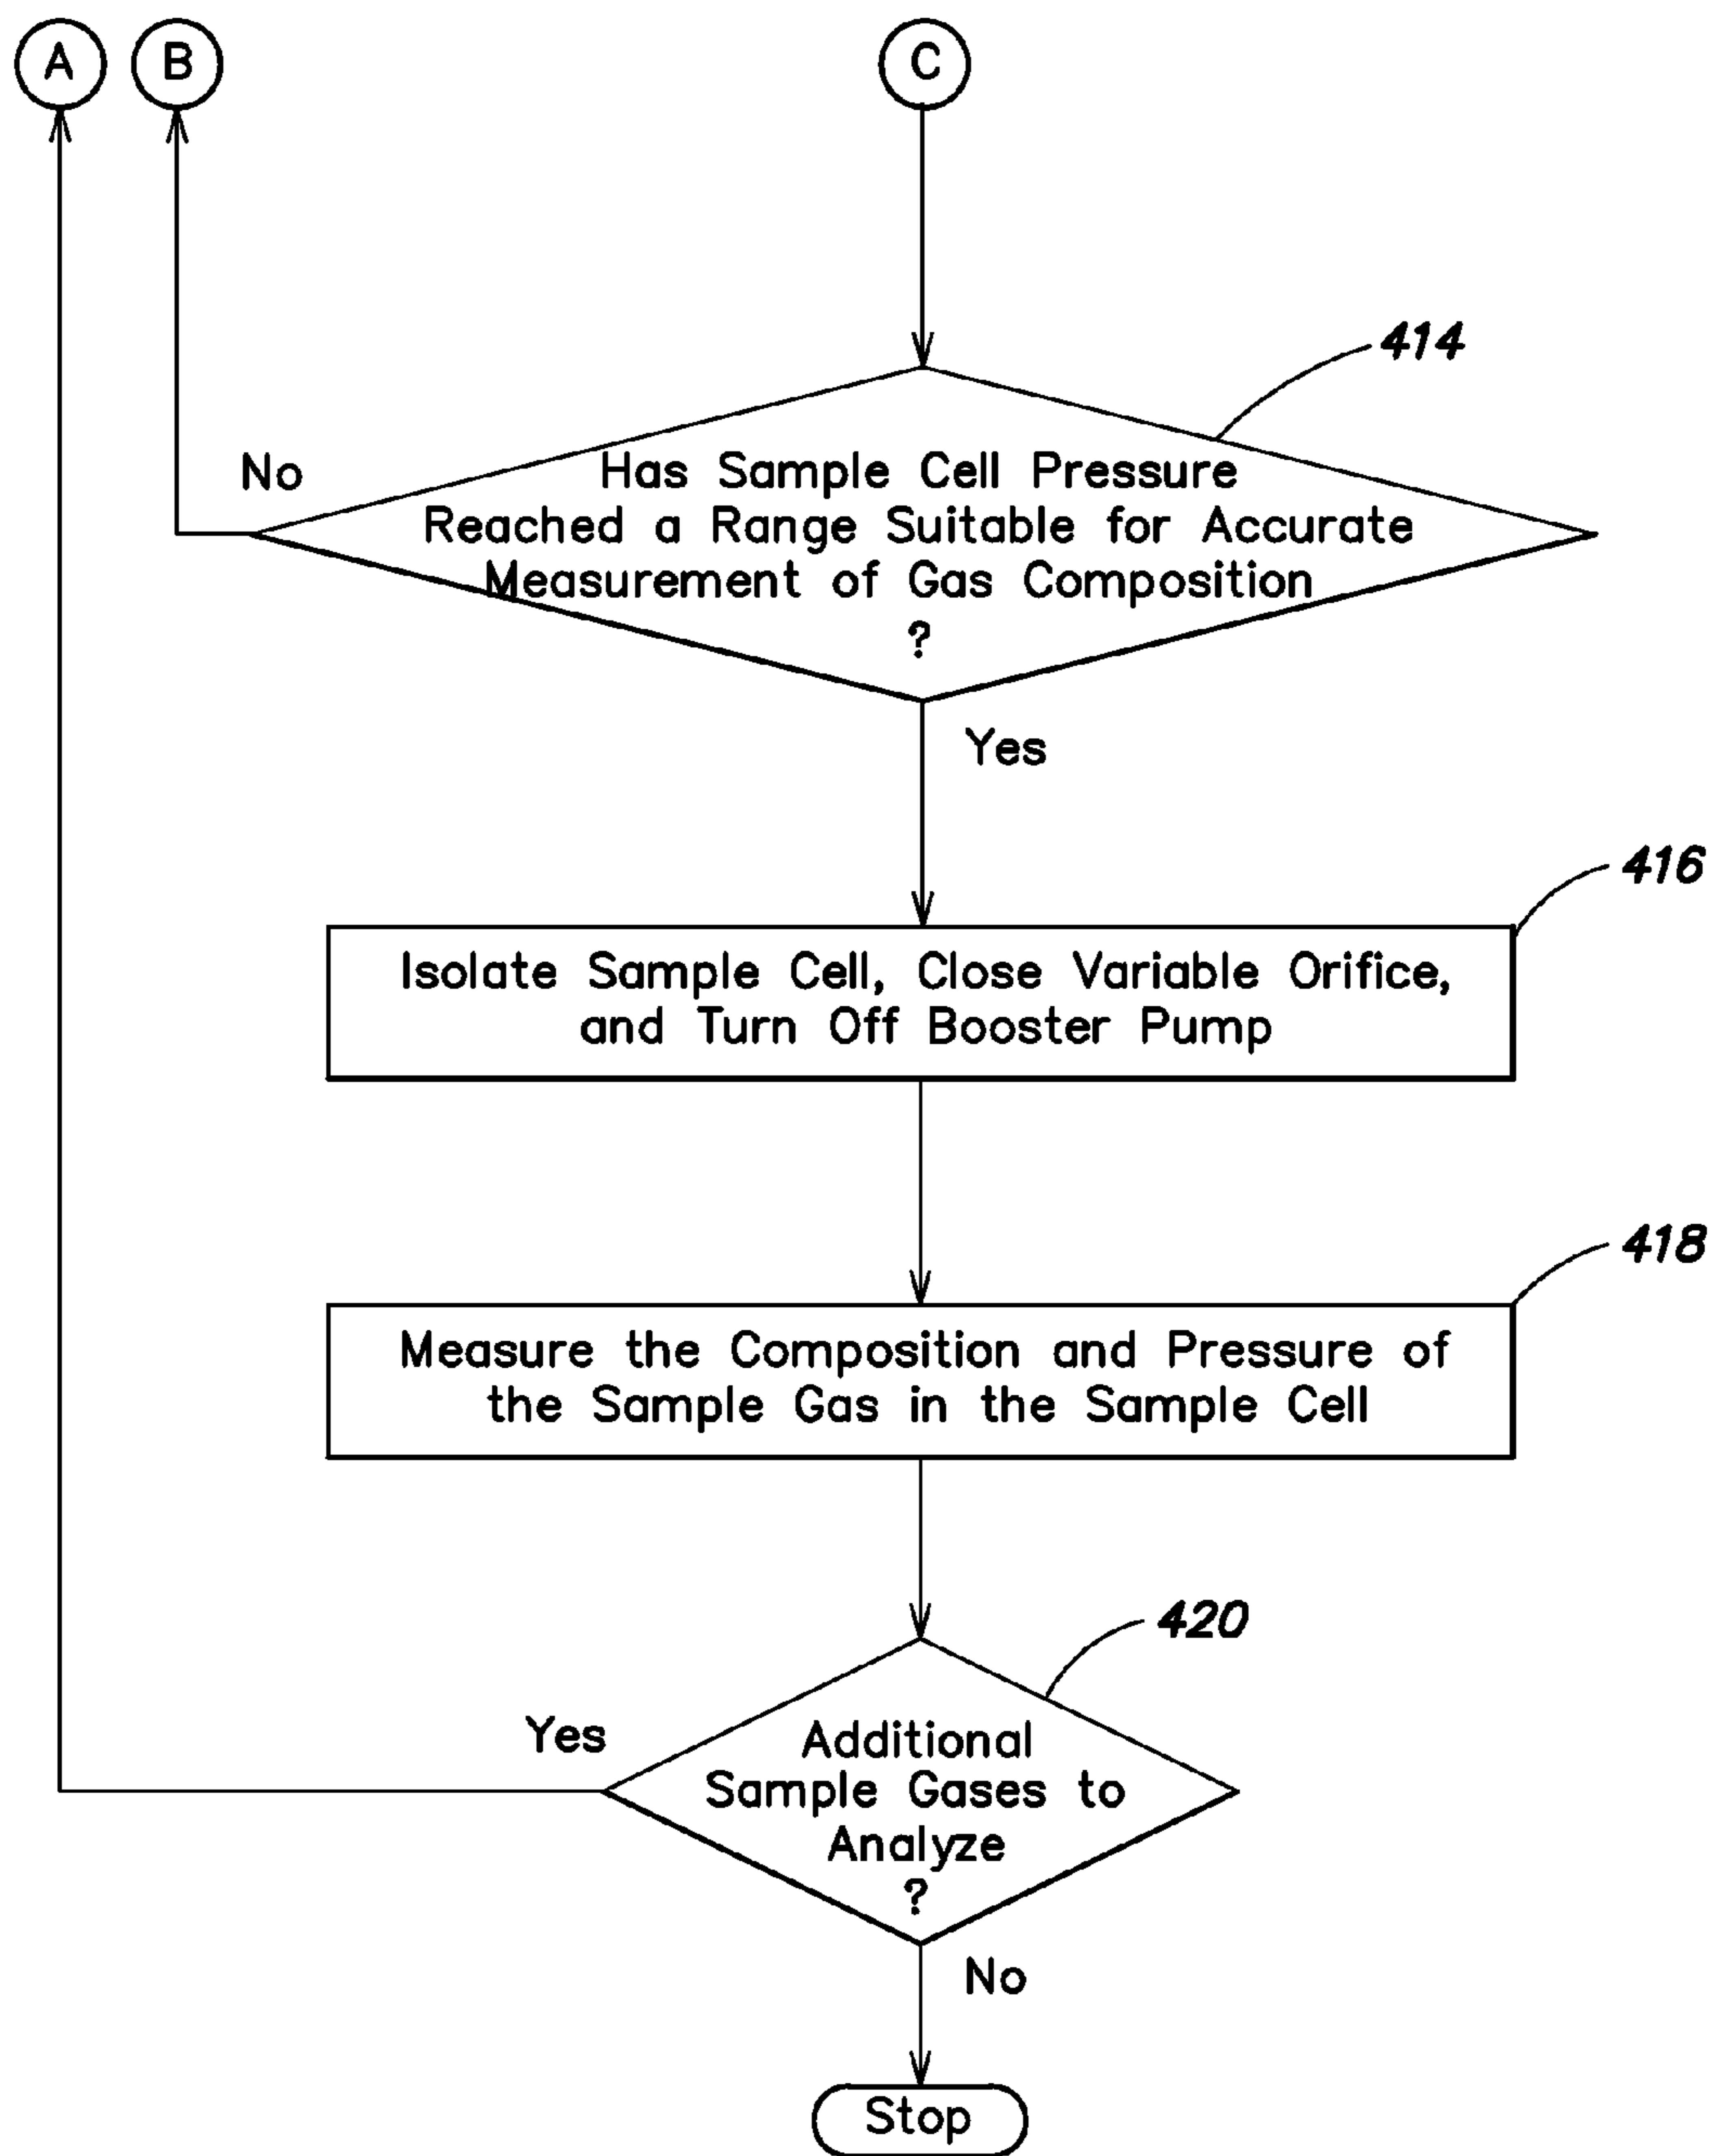 A B C
414
No
Has Sample Cell Pressure
Reached a Range Suitable for Accurate
Measurement of Gas Composition
?
Yes
416
Isolate Sample Cell, Close Variable Orifice,
and Turn Off Booster Pump
418
Measure the Composition and Pressure of
the Sample Gas in the Sample Cell
420
Yes
Additional
Sample Gases to
Analyze
?
No
Stop